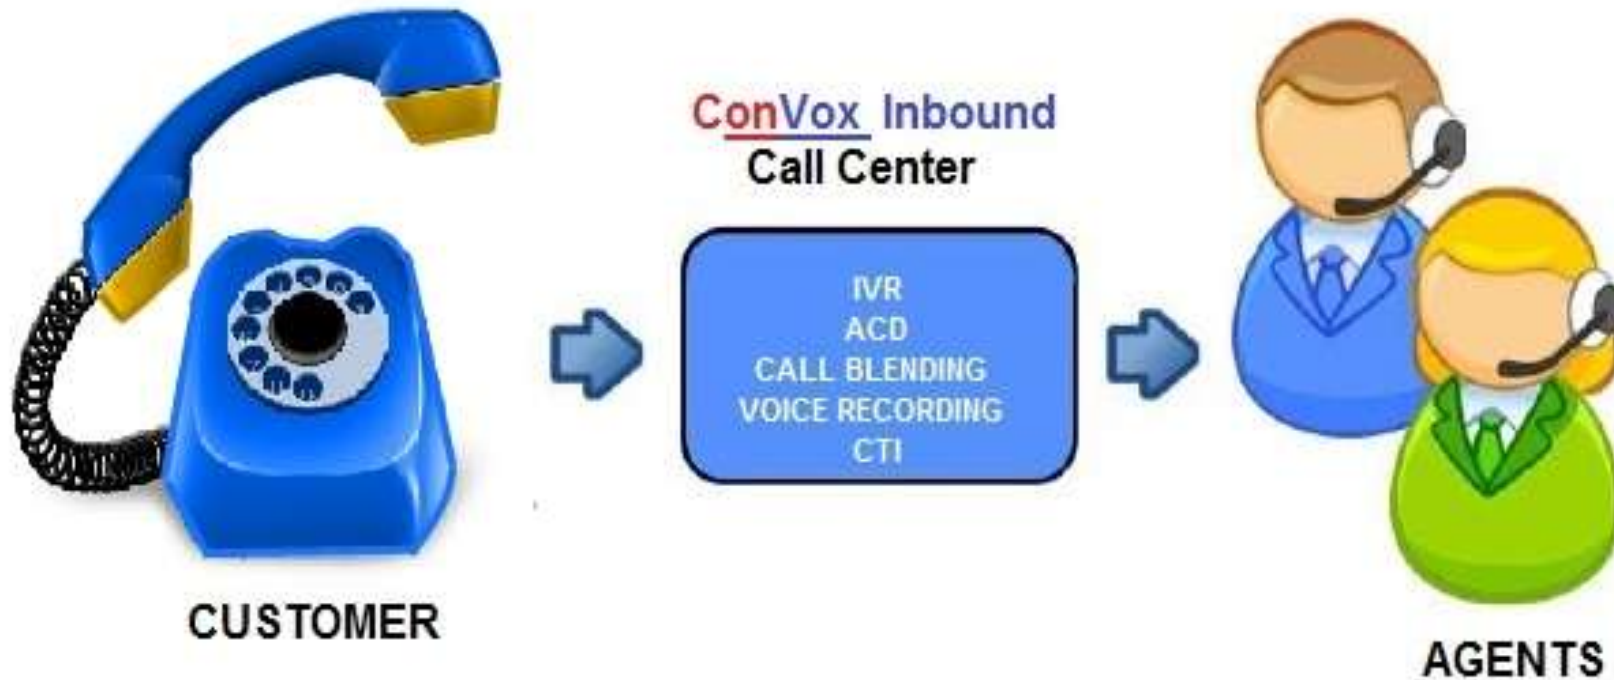 ConVox Inbound
Call Center
IVR
ACD
CALL BLENDING
VOICE RECORDING
CTI
CUSTOMER
AGENTS